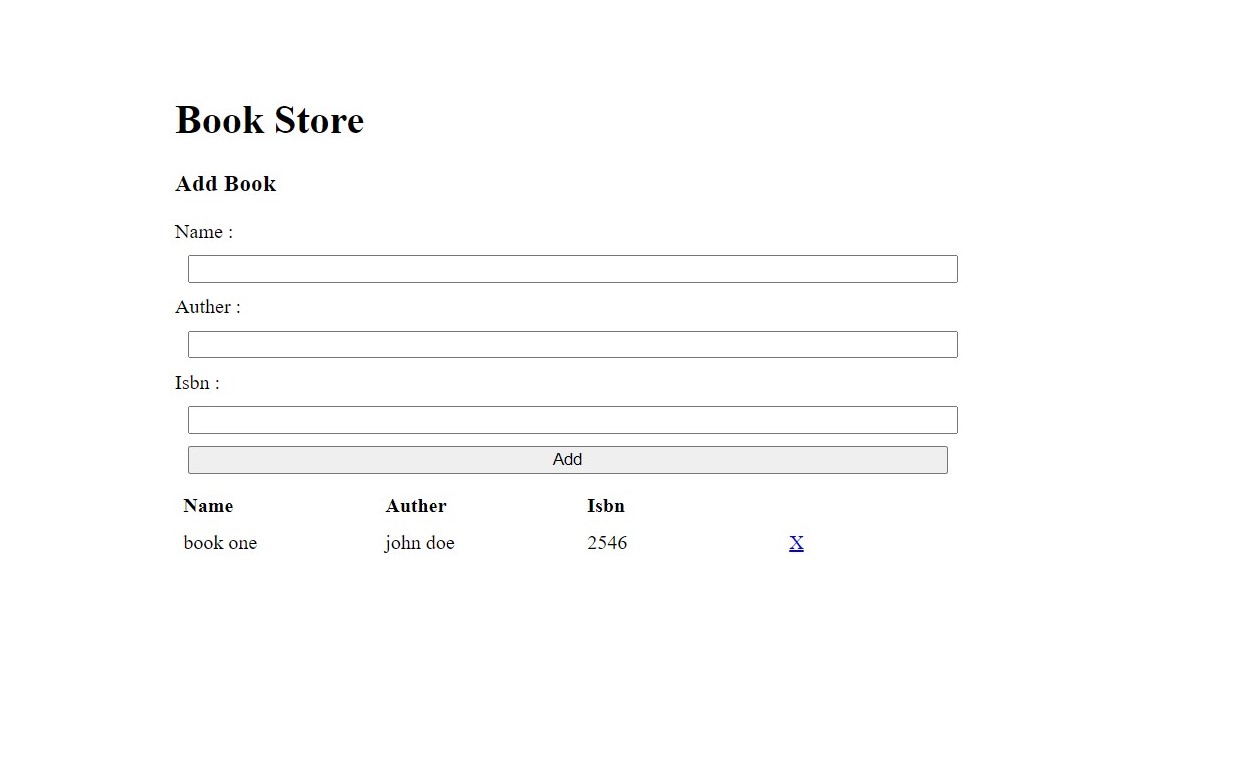 Book Store
Add Book
Name :
Auther :
Isbn :
Add
Name Auther Isbn
book one john doe 2546 X